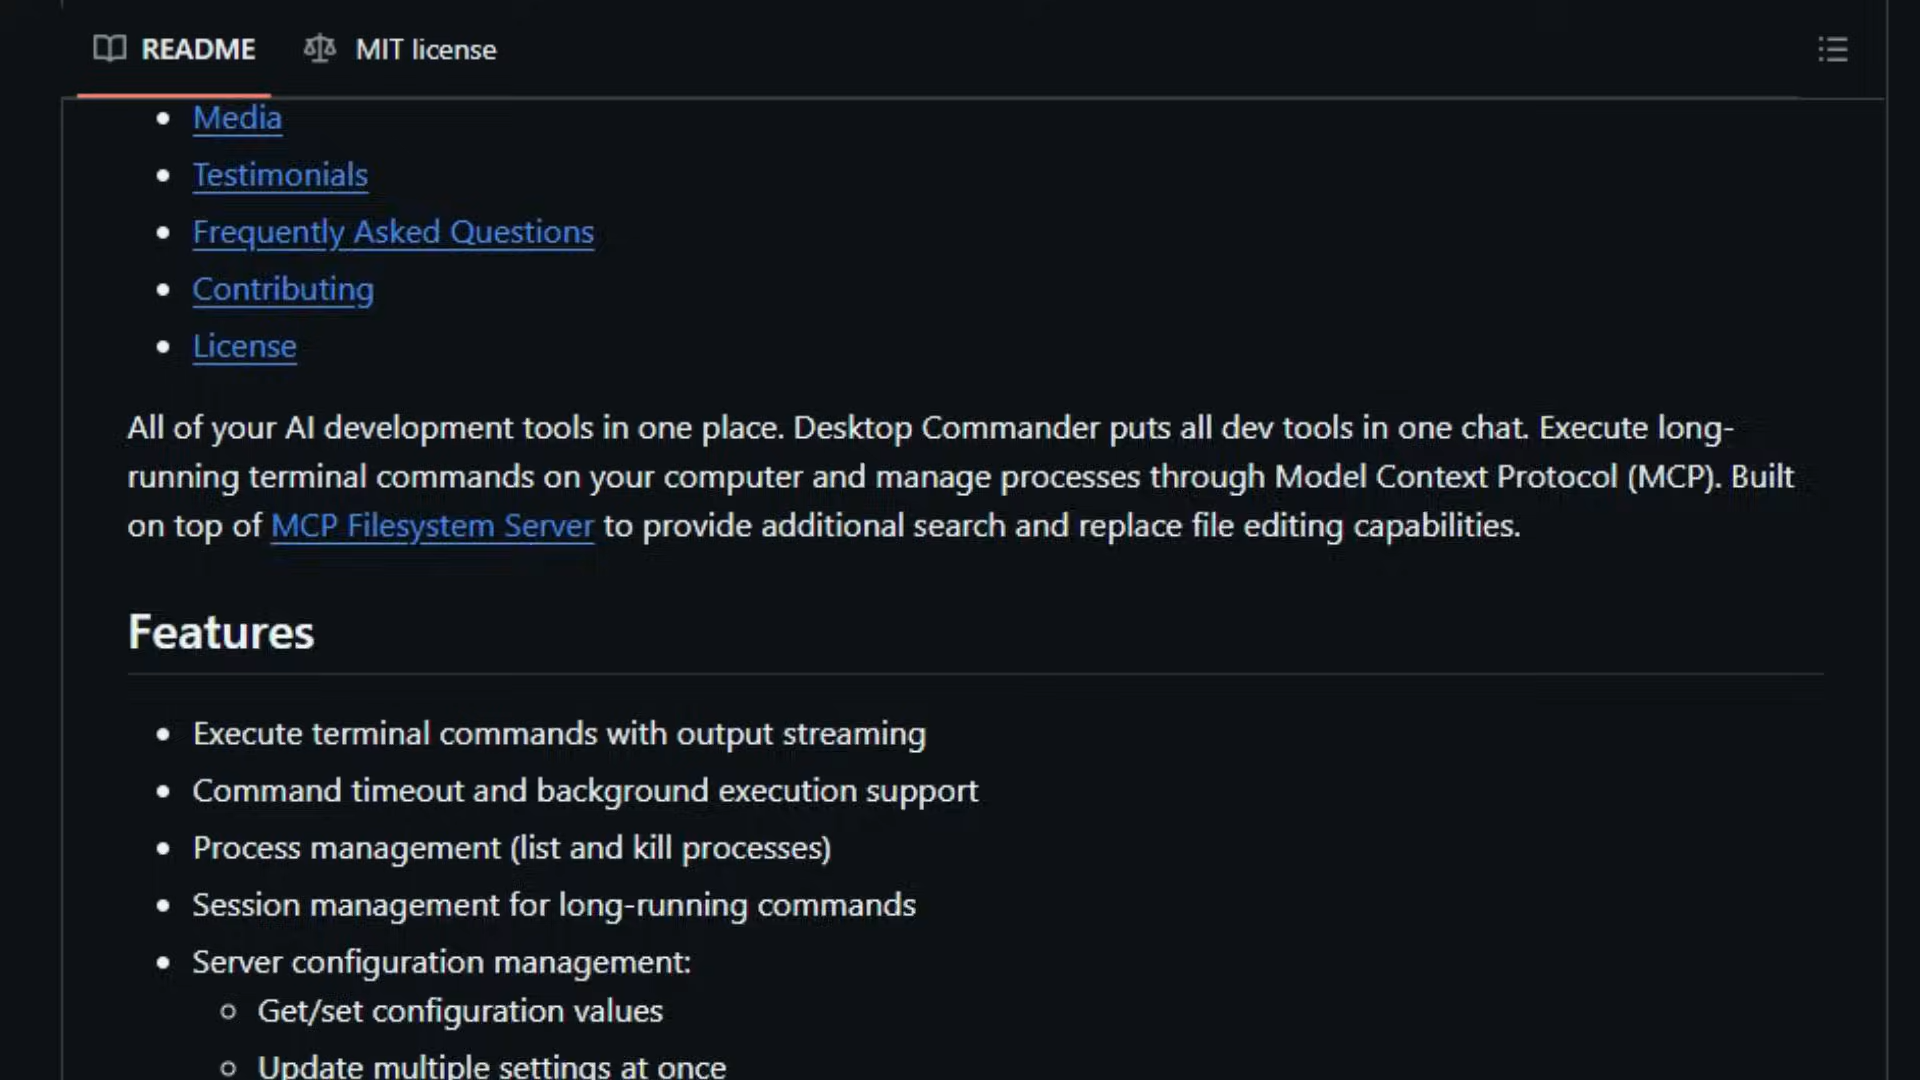 README MIT license
Media
Testimonials
Frequently Asked Questions
Contributing
License
All of your AI development tools in one place. Desktop Commander puts all dev tools in one chat. Execute long-
running terminal commands on your computer and manage processes through Model Context Protocol (MCP). Built
on top of MCP Filesystem Server to provide additional search and replace file editing capabilities.
Features
Execute terminal commands with output streaming
Command timeout and background execution support
Process management (list and kill processes)
Session management for long-running commands
Server configuration management:
Get/set configuration values
Update multiple settings at once